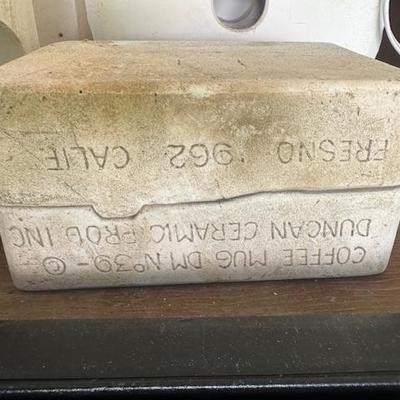 COFFEE MUG DM Nº39-©
DUNCAN CERAMIC PROD INC
FRESNO 1962 CALIF